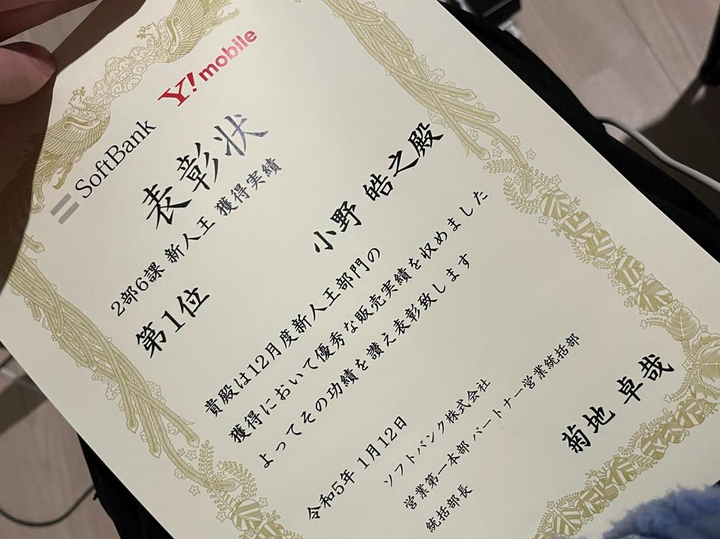 SoftBank
Y!mobile
表彰状
2部6課 新人王 獲得実績
第1位
小野 皓之殿
貴殿は12月度新人王部門の
獲得において優秀な販売実績を収めました
よってその功績を讃え表彰致します
令和5年 1月12日
ソフトバンク株式会社
営業第一本部 パートナー営業統括部
統括部長
菊地 卓哉